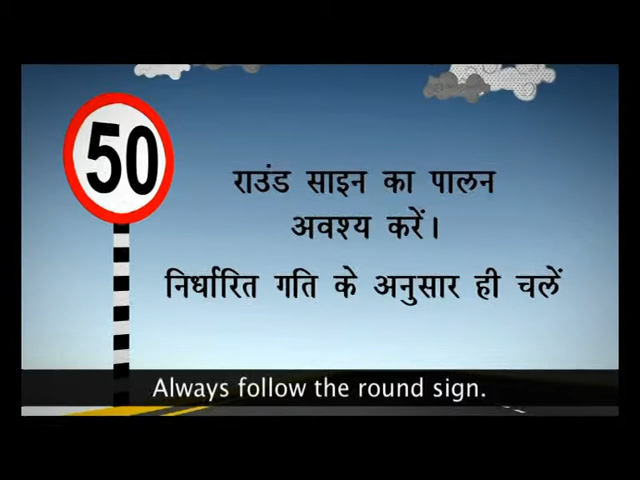 50
राउंड साइन का पालन
अवश्य करें।
निर्धारित गति के अनुसार ही चलें
Always follow the round sign.